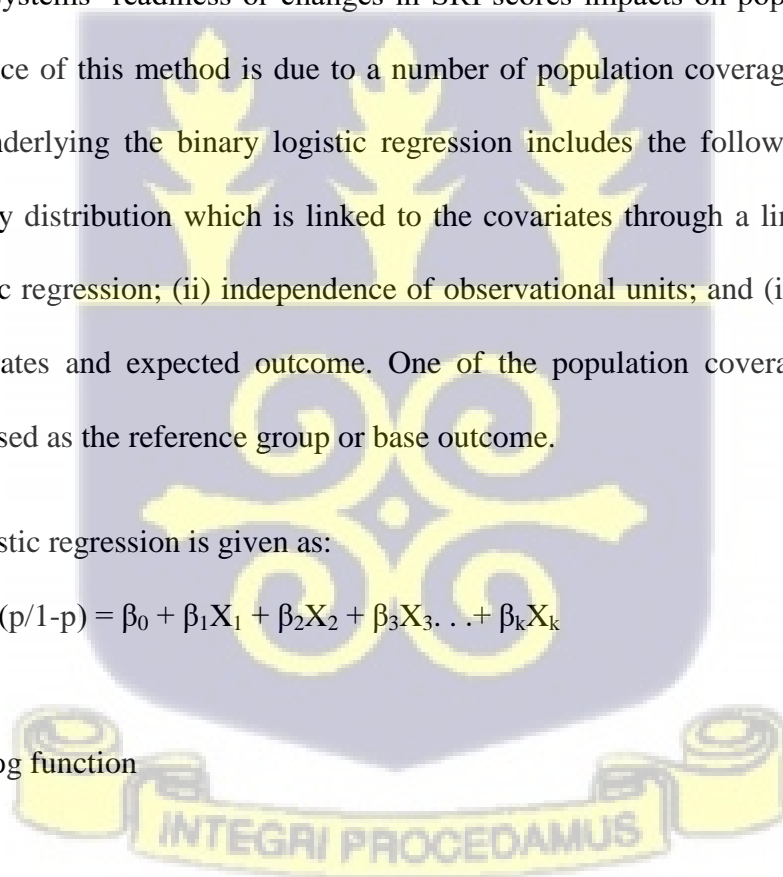 readiness or changes in SRI scores impacts on pop
ce of this method is due to a number of population coverag
nderlying the binary logistic regression includes the follow
y distribution which is linked to the covariates through a lin
c regression; (ii) independence of observational units; and (i
ates and expected outcome. One of the population covera
sed as the reference group or base outcome.
stic regression is given as:
(p/1-p) = β₀ + β₁X₁ + β₂X₂ + β₃X₃. . .+ βₖXₖ
og function
INTEGRI PROCEDAMUS